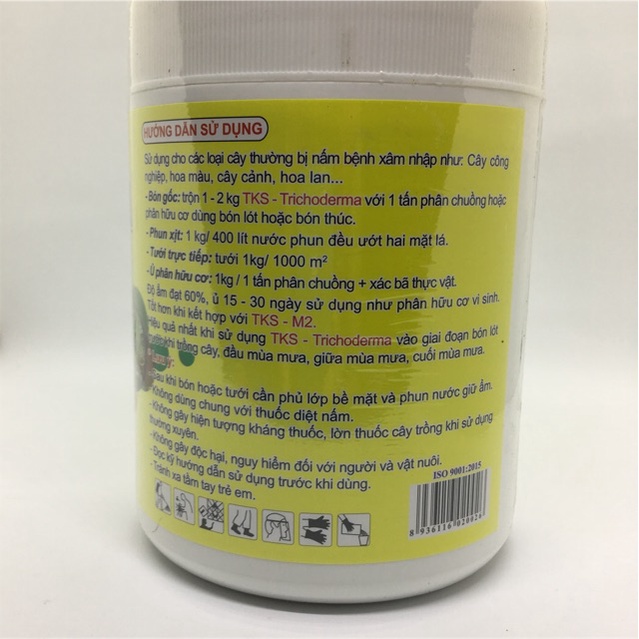 HƯỚNG DẪN SỬ DỤNG
Sử dụng cho các loại cây thường bị nấm bệnh xâm nhập như: Cây công
nghiệp, hoa màu, cây cảnh, hoa lan...
- Bón gốc: trộn 1 - 2 kg TKS - Trichoderma với 1 tấn phân chuồng hoặc
phân hữu cơ dùng bón lót hoặc bón thúc.
- Phun xịt: 1 kg/ 400 lít nước phun đều ướt hai mặt lá.
- Tưới trực tiếp: tưới 1kg/ 1000 m²
- Ủ phân hữu cơ: 1kg / 1 tấn phân chuồng + xác bã thực vật.
Độ ẩm đạt 60%, ủ 15 - 30 ngày sử dụng như phân hữu cơ vi sinh.
Tốt hơn khi kết hợp với TKS - M2.
Hiệu quả nhất khi sử dụng TKS - Trichoderma vào giai đoạn bón lót
trước khi trồng cây, đầu mùa mưa, giữa mùa mưa, cuối mùa mưa.
Sau khi bón hoặc tưới cần phủ lớp bề mặt và phun nước giữ ẩm.
- Không dùng chung với thuốc diệt nấm.
- Không gây hiện tượng kháng thuốc, lờn thuốc cây trồng khi sử dụng
thường xuyên.
- Không gây độc hại, nguy hiểm đối với người và vật nuôi.
- Đọc kỹ hướng dẫn sử dụng trước khi dùng.
- Tránh xa tầm tay trẻ em.
ISO 9001:2015
8 936116 020026